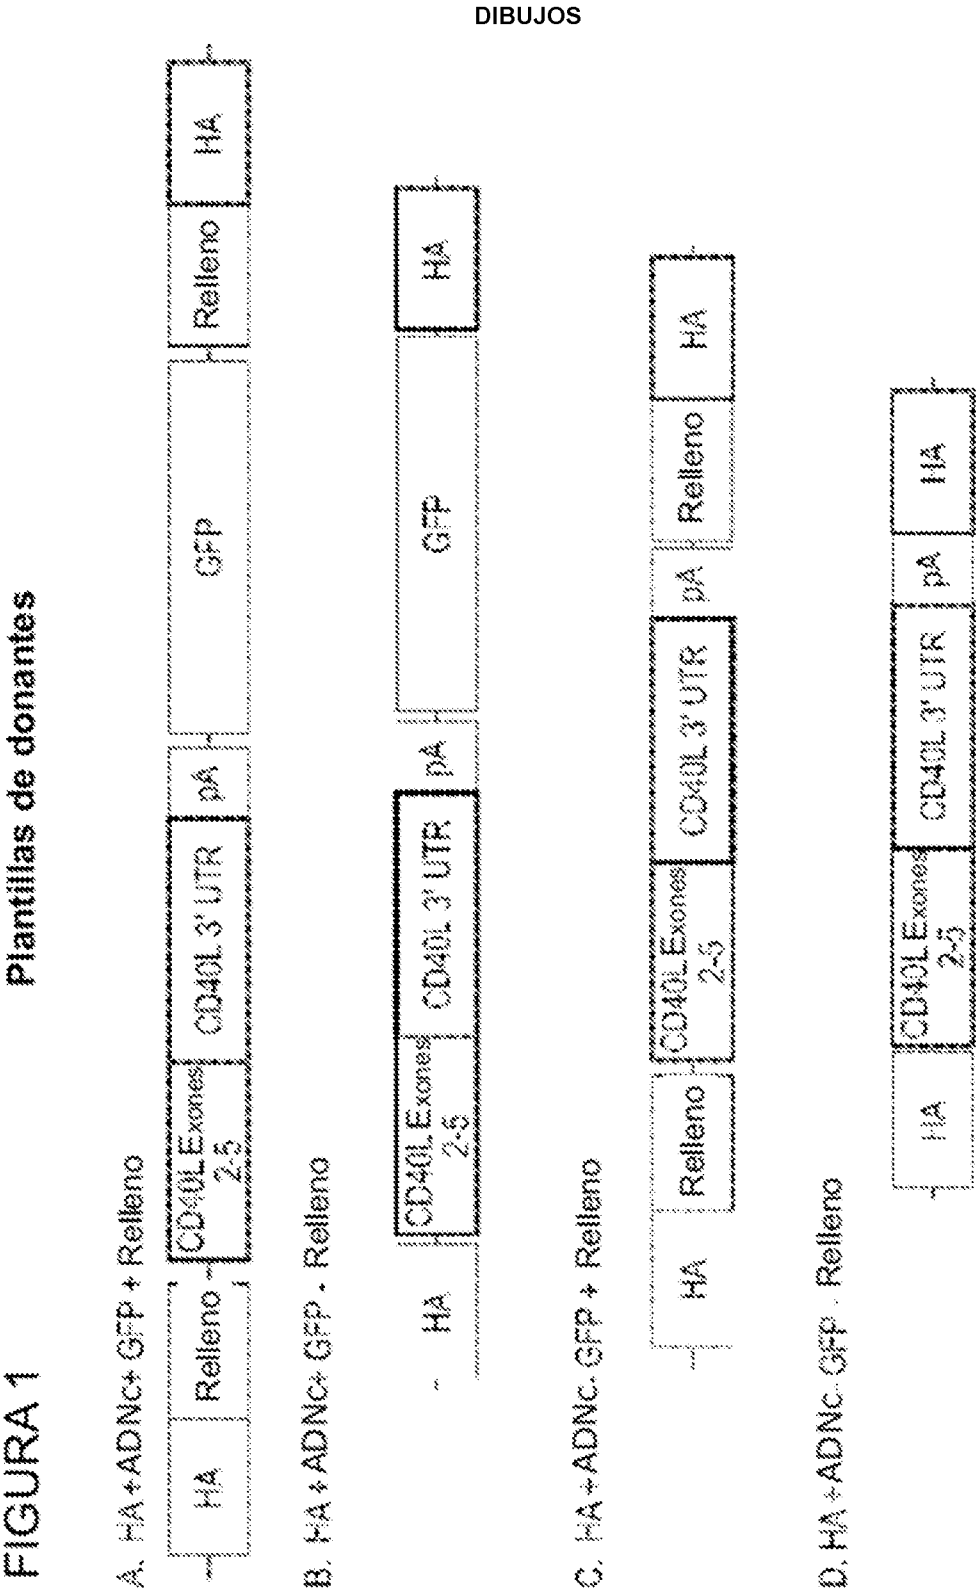 DIBUJOS
FIGURA 1
Plantillas de donantes
A. HA+ADNc+ GFP + Relleno
HA
Relleno
CD40L Exones
2-5
CD40L 3' UTR
pA
GFP
Relleno
HA
B. HA+ADNc+ GFP - Relleno
HA
CD40L Exones
2-5
CD40L 3' UTR
pA
GFP
HA
C. HA+ADNc- GFP + Relleno
HA
Relleno
CD40L Exones
2-5
CD40L 3' UTR
pA
Relleno
HA
D. HA+ADNc- GFP - Relleno
HA
CD40L Exones
2-5
CD40L 3' UTR
pA
HA